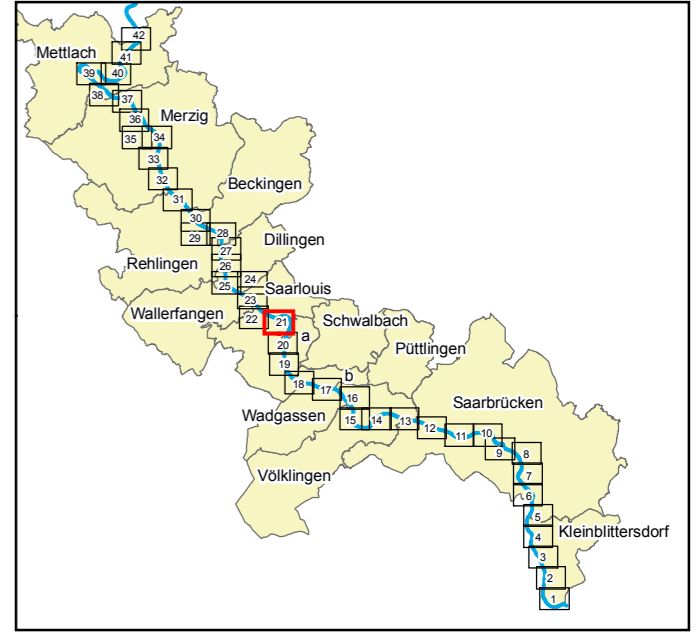 42
Mettlach
41
39
40
38
37
36
Merzig
35
34
33
32
Beckingen
31
30
29
28
Dillingen
27
Rehlingen
26
25
24
Saarlouis
23
Wallerfangen
22
21
Schwalbach
a
20
Püttlingen
19
b
18
17
16
Saarbrücken
Wadgassen
15
14
13
12
11
10
9
8
Völklingen
7
6
5
Kleinblittersdorf
4
3
2
1